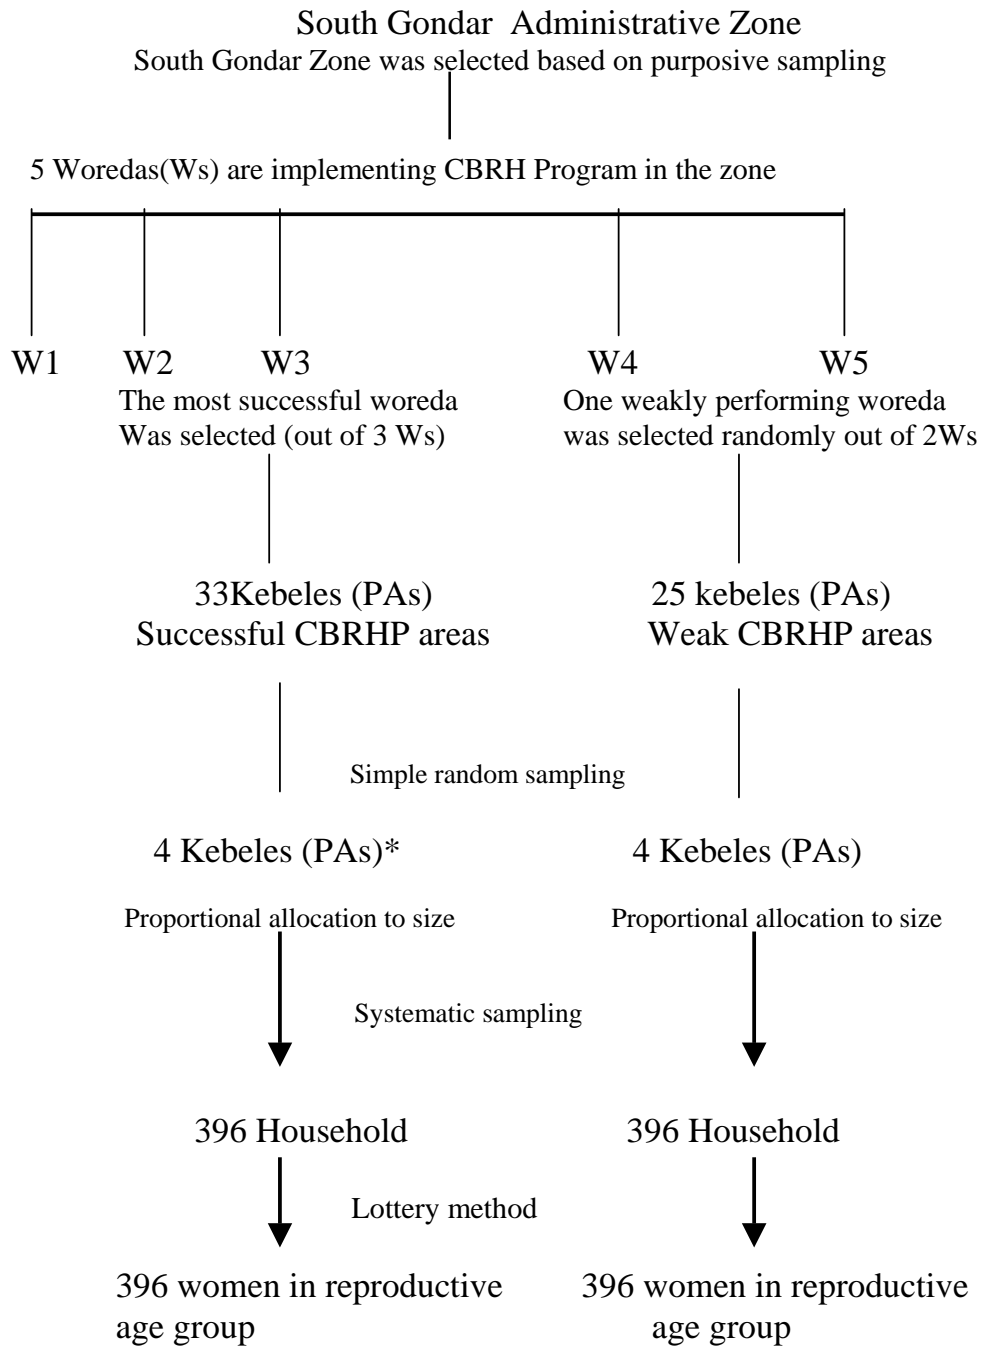 South Gondar  Administrative Zone
South Gondar Zone was selected based on purposive sampling
5 Woredas(Ws) are implementing CBRH Program in the zone
W1 W2 W3 W4 W5
The most successful woreda
Was selected (out of 3 Ws)
One weakly performing woreda
was selected randomly out of 2Ws
33Kebeles (PAs)
Successful CBRHP areas
25 kebeles (PAs)
Weak CBRHP areas
Simple random sampling
4 Kebeles (PAs)*
4 Kebeles (PAs)
Proportional allocation to size
Proportional allocation to size
Systematic sampling
396 Household
396 Household
Lottery method
396 women in reproductive
age group
396 women in reproductive
age group